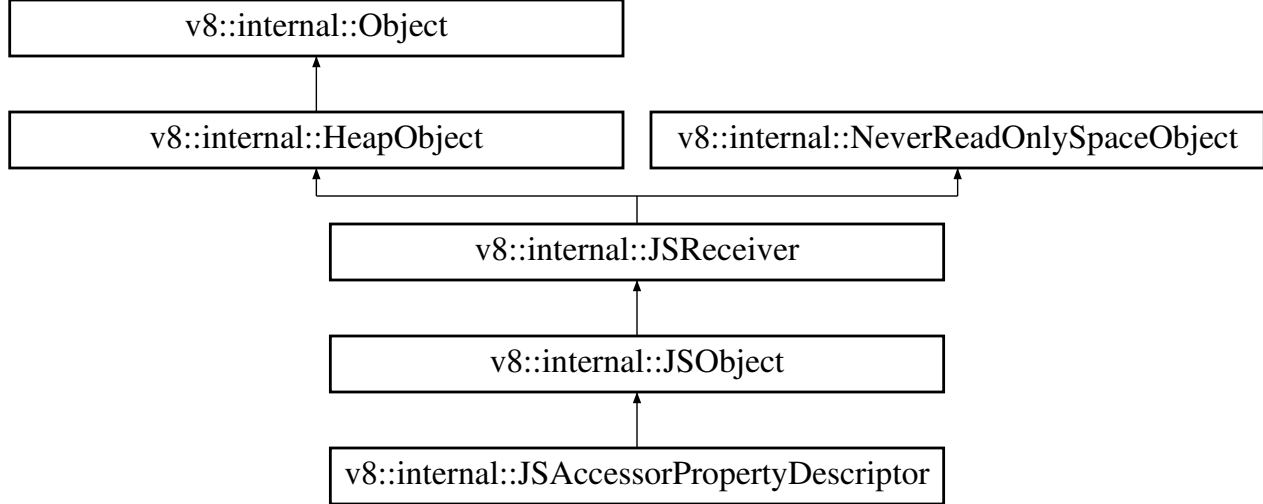 v8::internal::Object
v8::internal::HeapObject
v8::internal::NeverReadOnlySpaceObject
v8::internal::JSReceiver
v8::internal::JSObject
v8::internal::JSAccessorPropertyDescriptor